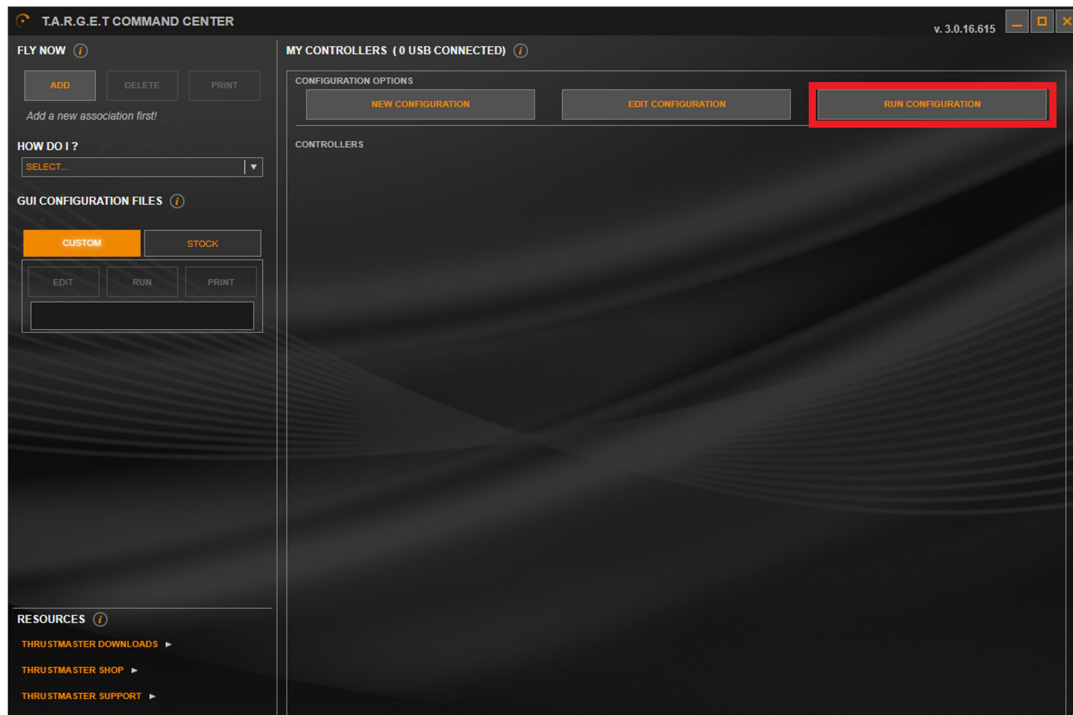 T.A.R.G.E.T COMMAND CENTER
v. 3.0.16.615
FLY NOW
ADD
DELETE
PRINT
Add a new association first!
HOW DO I ?
SELECT...
GUI CONFIGURATION FILES
CUSTOM
STOCK
EDIT
RUN
PRINT
RESOURCES
THRUSTMASTER DOWNLOADS
THRUSTMASTER SHOP
THRUSTMASTER SUPPORT
MY CONTROLLERS ( 0 USB CONNECTED)
CONFIGURATION OPTIONS
NEW CONFIGURATION
EDIT CONFIGURATION
RUN CONFIGURATION
CONTROLLERS